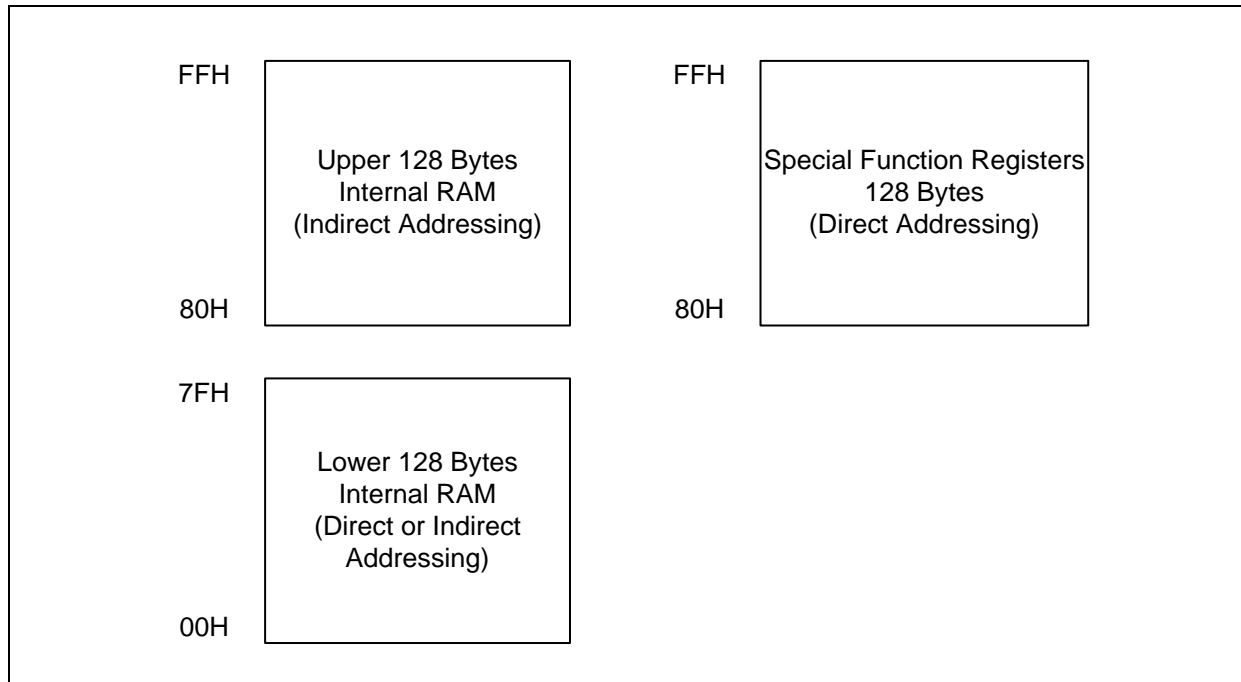 FFH
Upper 128 Bytes
Internal RAM
(Indirect Addressing)
80H
FFH
Special Function Registers
128 Bytes
(Direct Addressing)
80H
7FH
Lower 128 Bytes
Internal RAM
(Direct or Indirect
Addressing)
00H